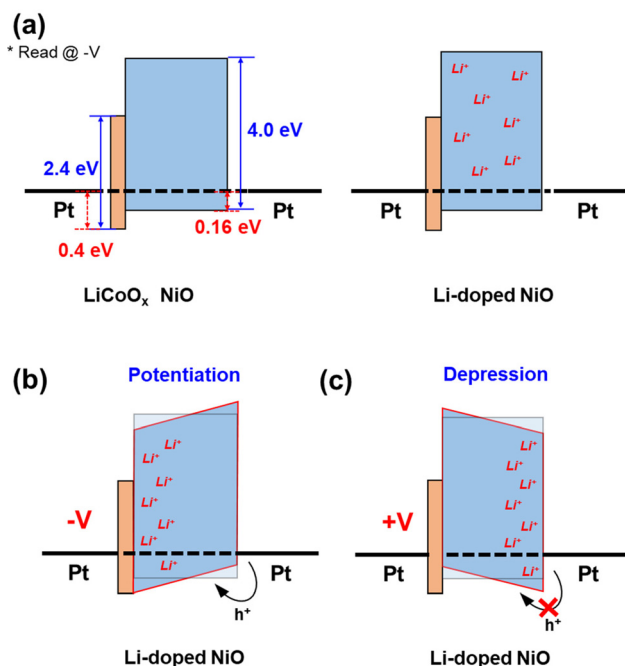 (a)
* Read @ -V
2.4 eV
4.0 eV
Pt
Pt
0.4 eV
0.16 eV
LiCoOₓ NiO
Li⁺
Li⁺
Li⁺
Li⁺
Li⁺
Li⁺
Li⁺
Pt
Pt
Li-doped NiO
(b)
Potentiation
Li⁺
Li⁺
Li⁺
Li⁺
Li⁺
Li⁺
Li⁺
-V
Pt
Pt
h⁺
Li-doped NiO
(c)
Depression
Li⁺
Li⁺
Li⁺
Li⁺
Li⁺
Li⁺
Li⁺
+V
Pt
Pt
h⁺
Li-doped NiO